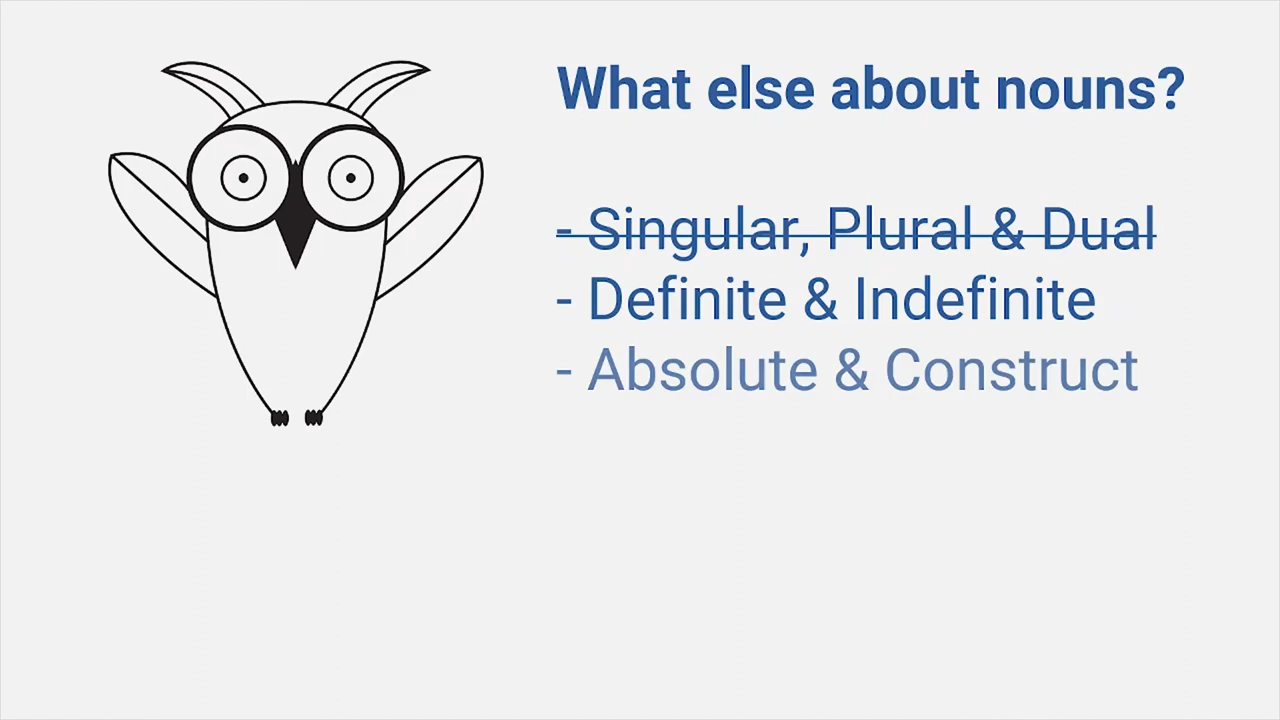 What else about nouns?
- Singular, Plural & Dual
- Definite & Indefinite
- Absolute & Construct